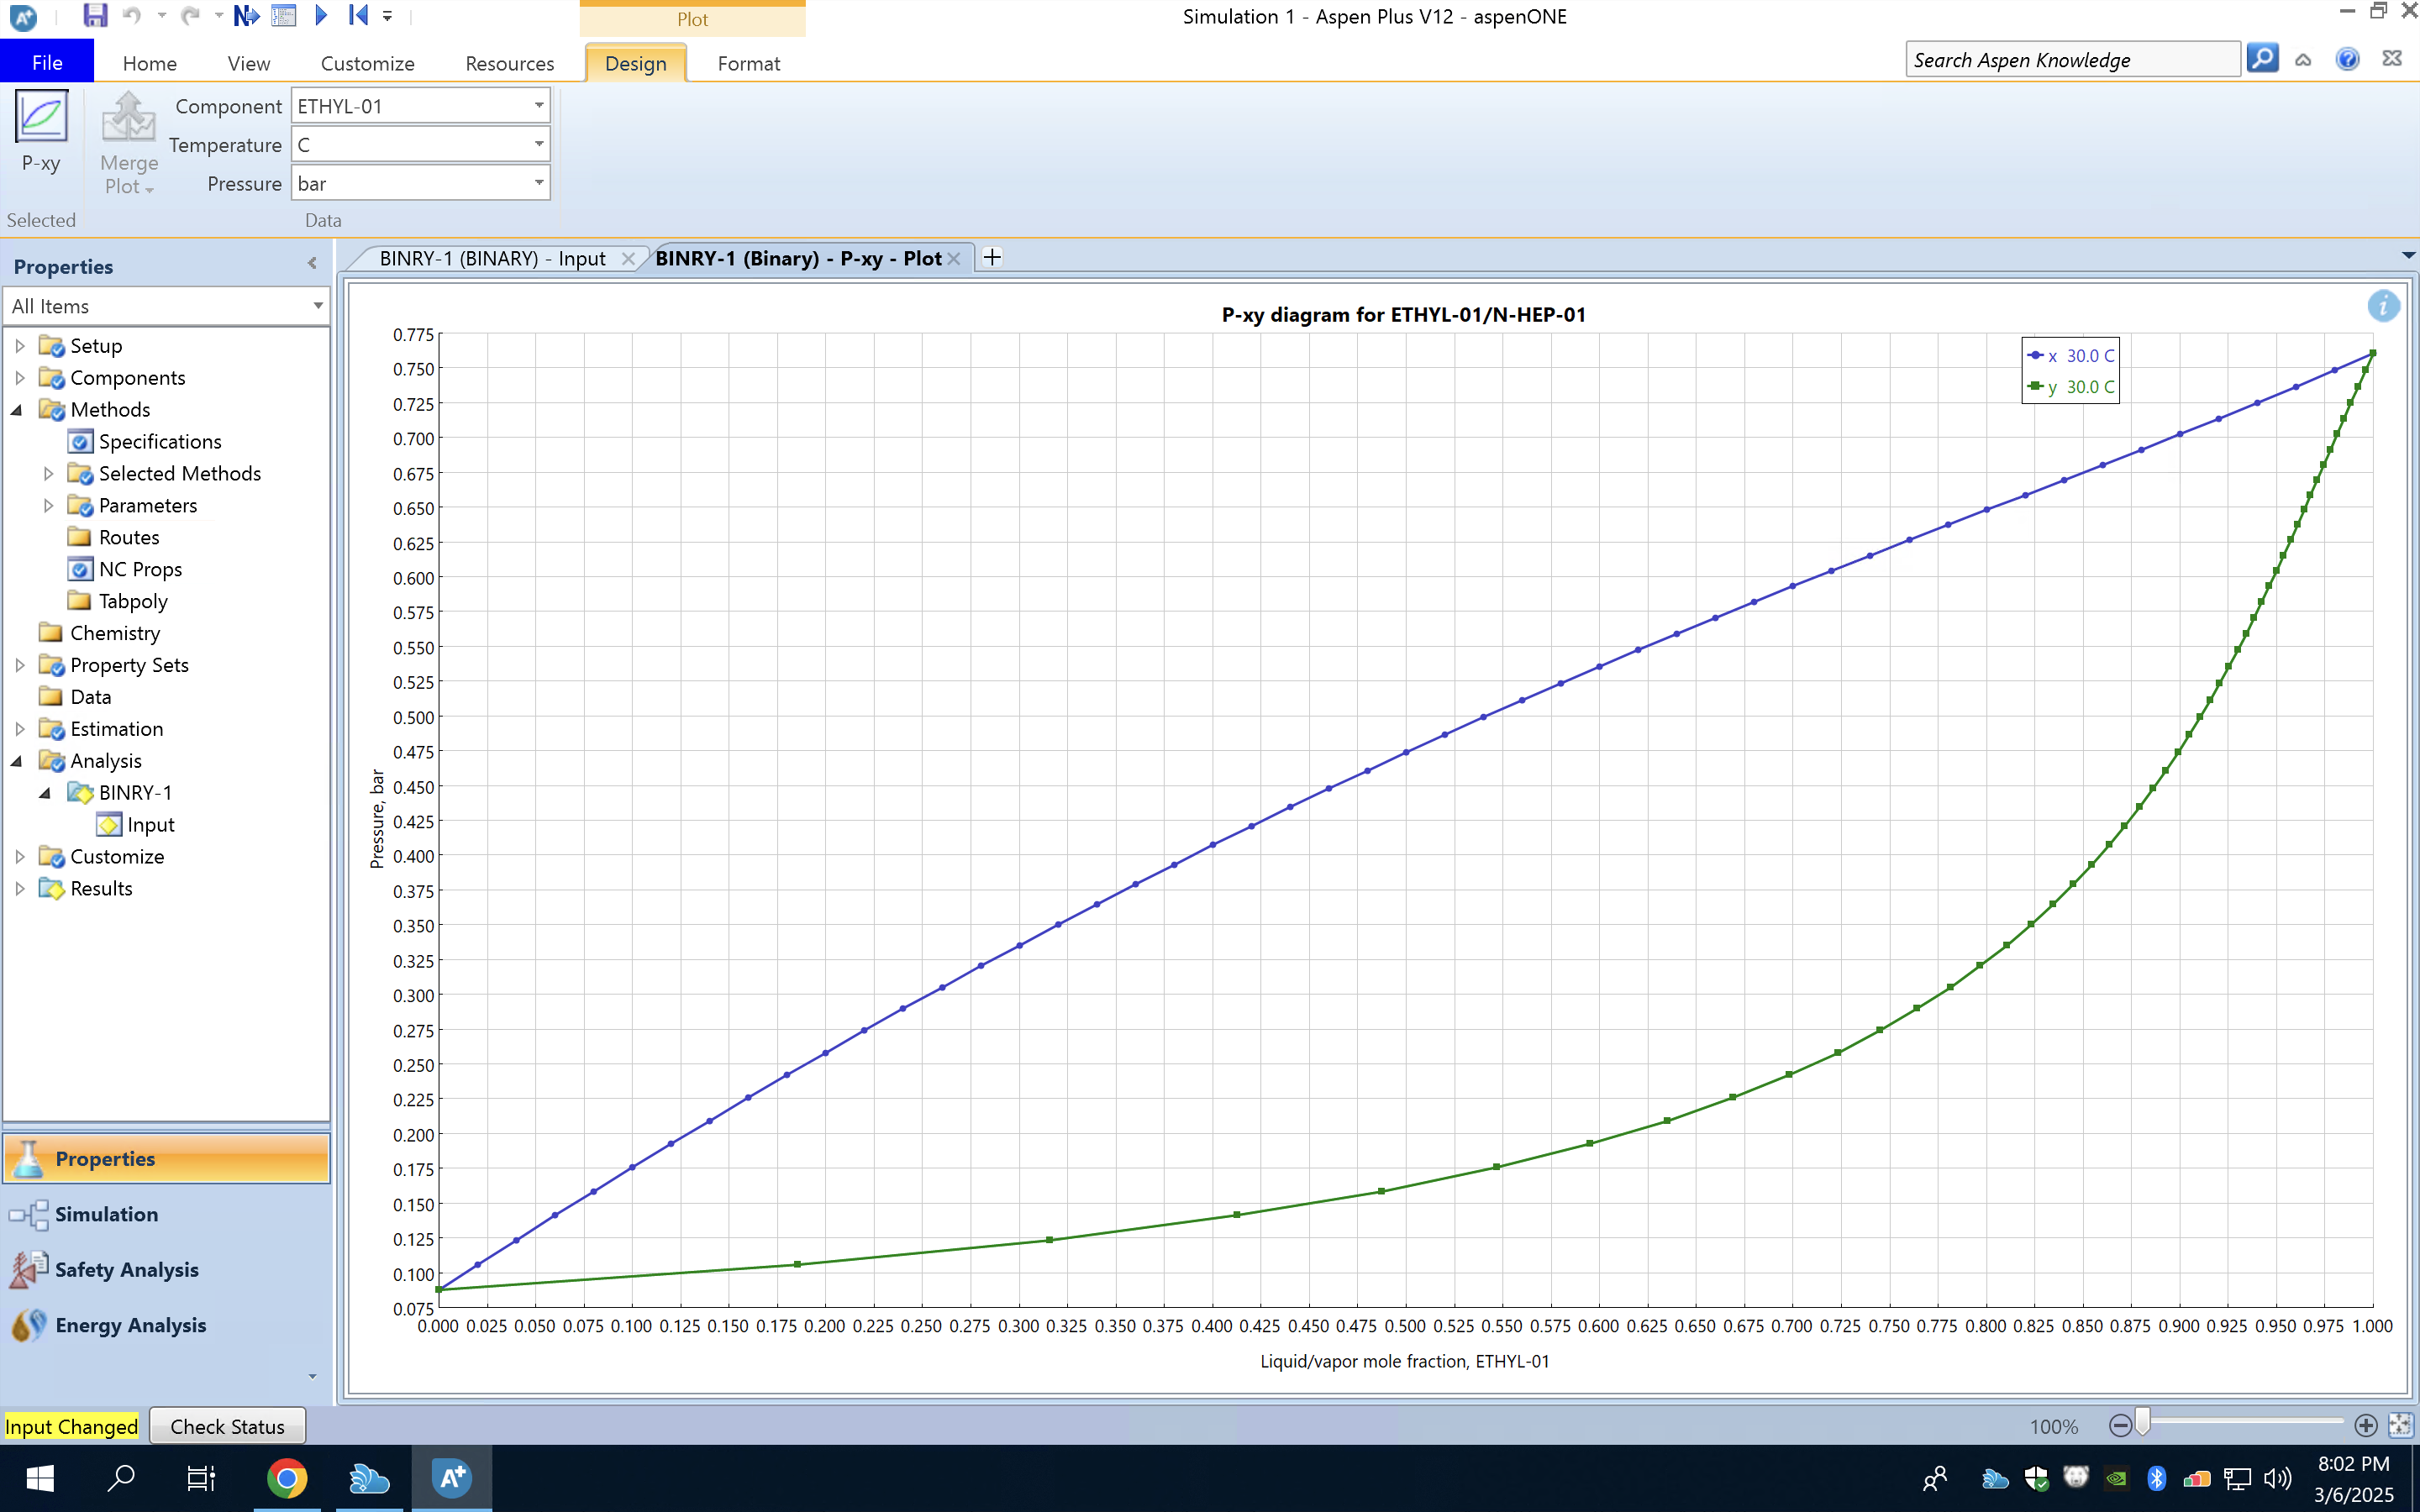 Plot
Simulation 1 - Aspen Plus V12 - aspenONE
File
Home
View
Customize
Resources
Design
Format
Search Aspen Knowledge
P-xy
Selected
Merge
Plot
Component ETHYL-01
Temperature C
Pressure bar
Data
Properties
All Items
Setup
Components
Methods
Specifications
Selected Methods
Parameters
Routes
NC Props
Tabpoly
Chemistry
Property Sets
Data
Estimation
Analysis
BINRY-1
Input
Customize
Results
Properties
Simulation
Safety Analysis
Energy Analysis
BINRY-1 (BINARY) - Input
BINRY-1 (Binary) - P-xy - Plot
P-xy diagram for ETHYL-01/N-HEP-01
x 30.0 C
y 30.0 C
0.775
0.750
0.725
0.700
0.675
0.650
0.625
0.600
0.575
0.550
0.525
0.500
0.475
0.450
0.425
0.400
0.375
0.350
0.325
0.300
0.275
0.250
0.225
0.200
0.175
0.150
0.125
0.100
0.075
Pressure, bar
0.000 0.025 0.050 0.075 0.100 0.125 0.150 0.175 0.200 0.225 0.250 0.275 0.300 0.325 0.350 0.375 0.400 0.425 0.450 0.475 0.500 0.525 0.550 0.575 0.600 0.625 0.650 0.675 0.700 0.725 0.750 0.775 0.800 0.825 0.850 0.875 0.900 0.925 0.950 0.975 1.000
Liquid/vapor mole fraction, ETHYL-01
Input Changed
Check Status
100%
8:02 PM
3/6/2025